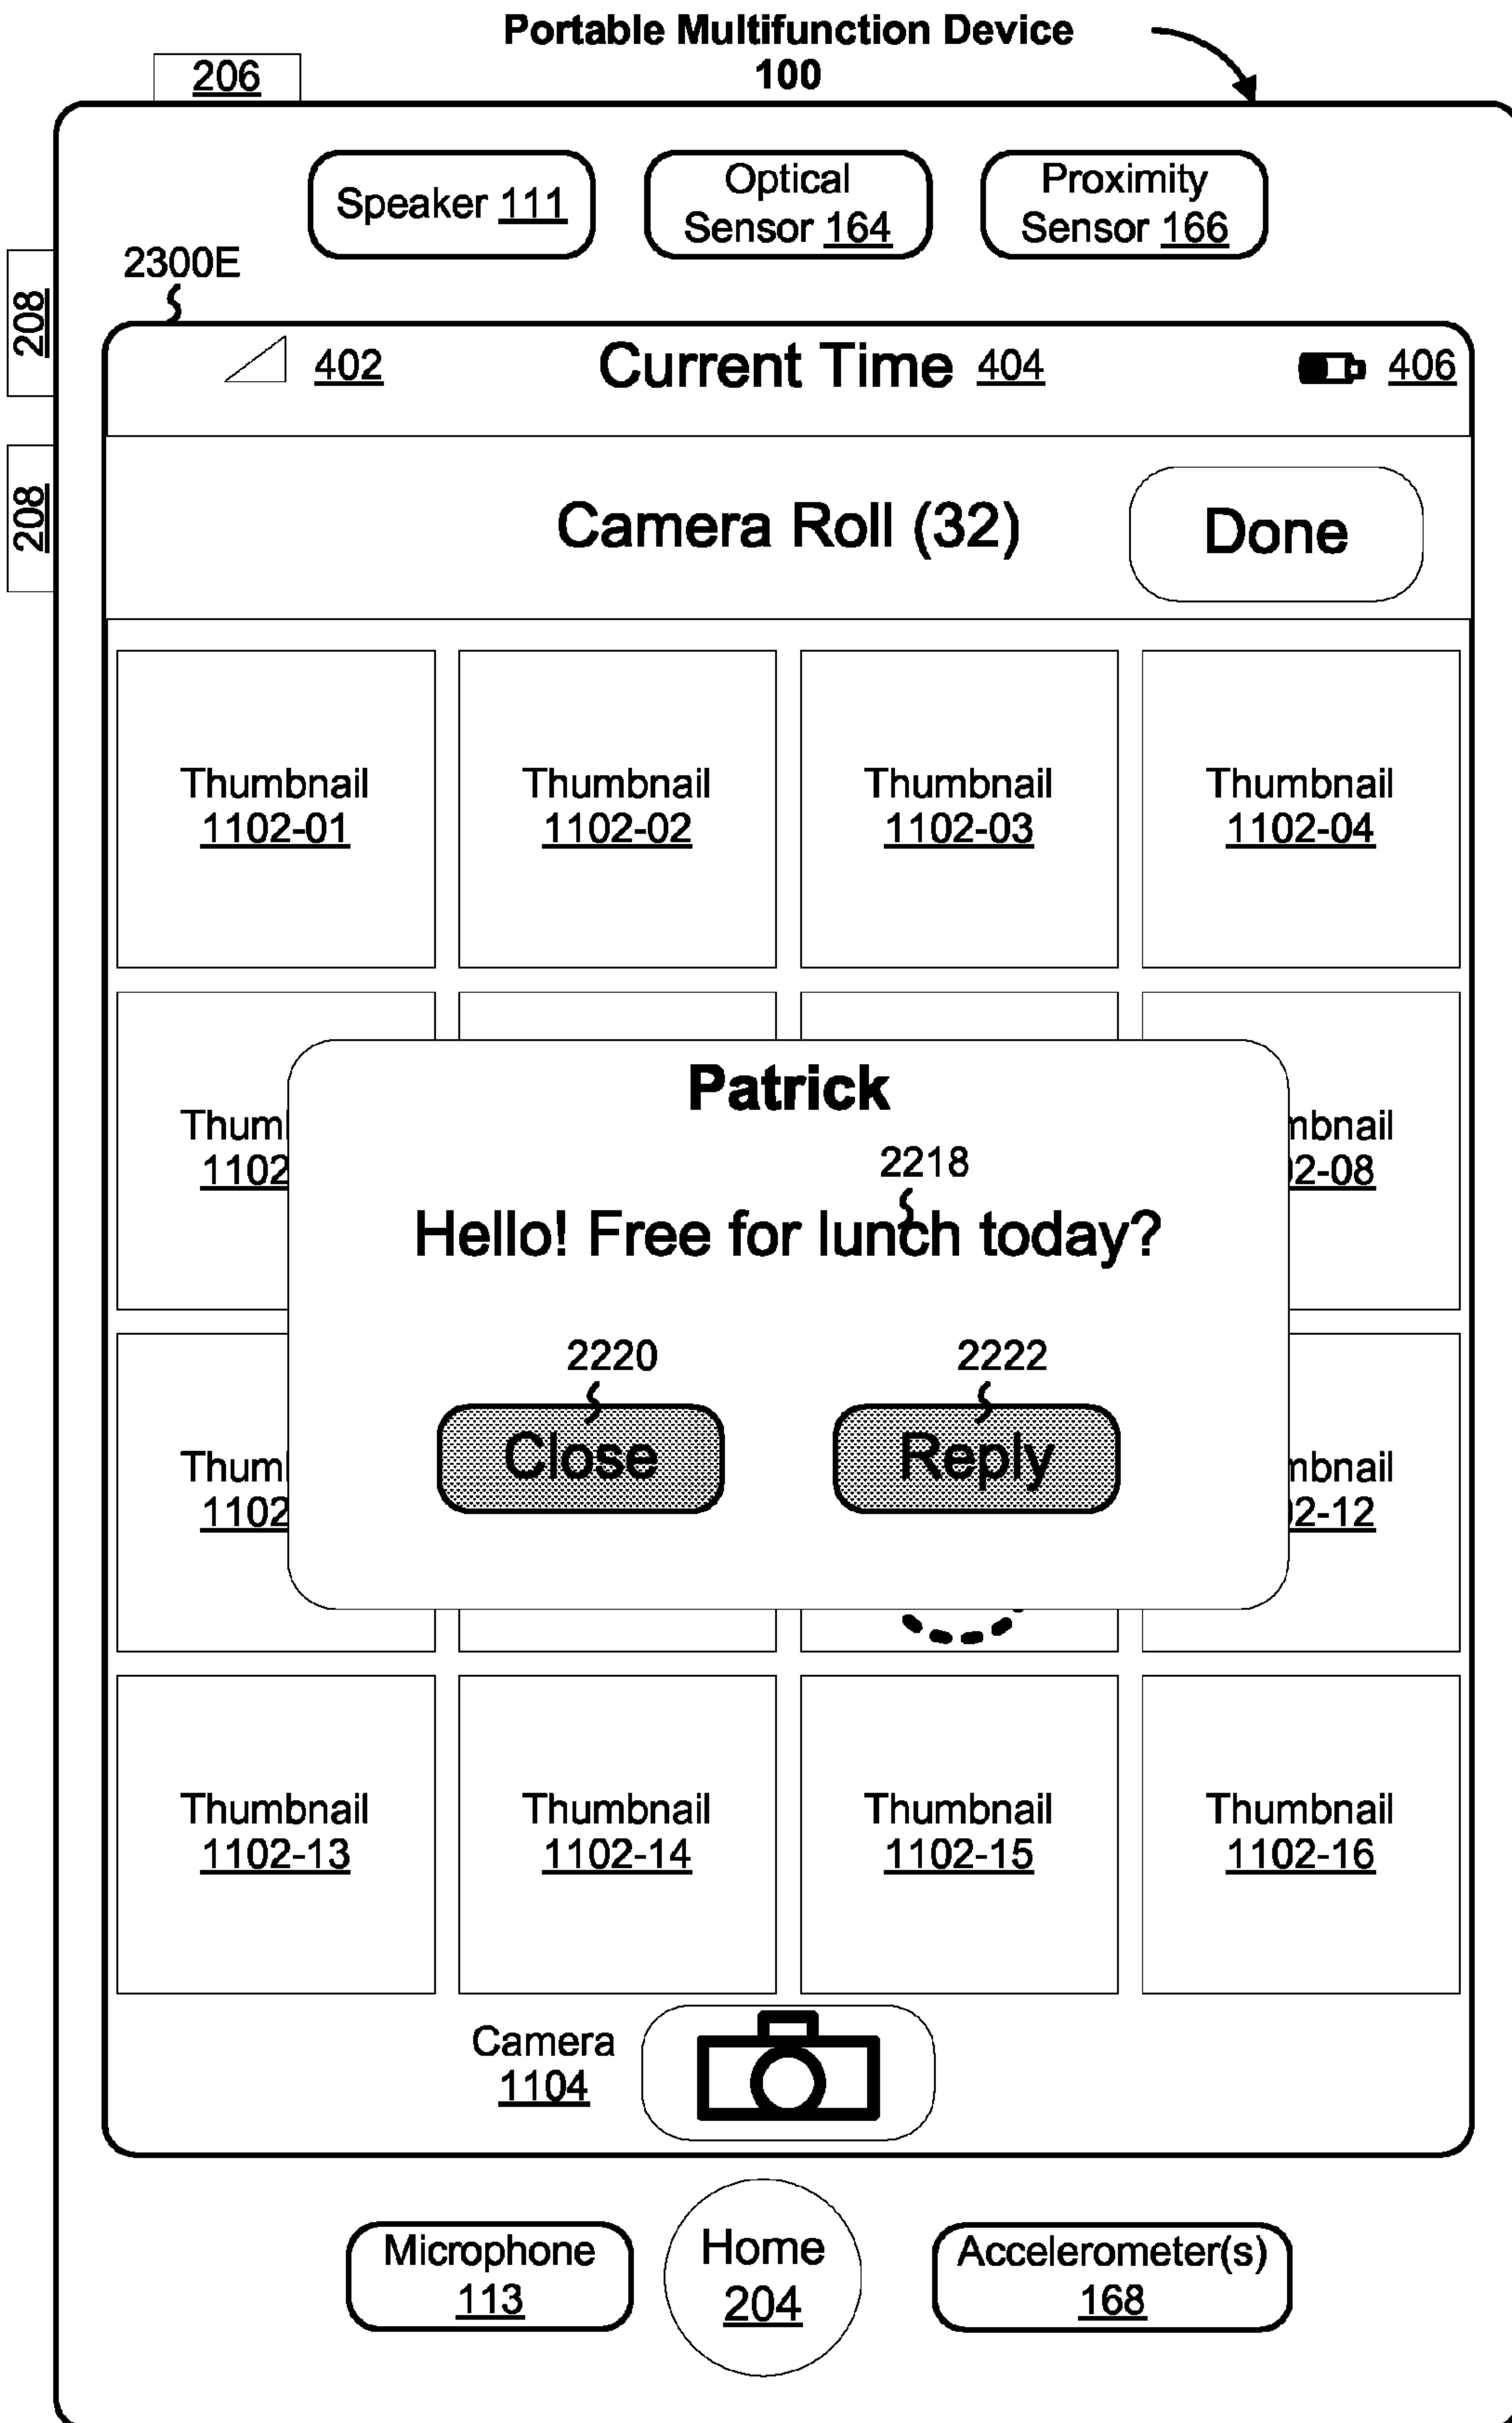 Portable Multifunction Device
100
206
Speaker 111
Optical
Sensor 164
Proximity
Sensor 166
2300E
208
208
402
Current Time 404
406
Camera Roll (32)
Done
Thumbnail
1102-01
Thumbnail
1102-02
Thumbnail
1102-03
Thumbnail
1102-04
Thum
1102
mbnail
2-08
Patrick
2218
Hello! Free for lunch today?
2220
2222
Close
Reply
Thum
1102
mbnail
2-12
Thumbnail
1102-13
Thumbnail
1102-14
Thumbnail
1102-15
Thumbnail
1102-16
Camera
1104
Microphone
113
Home
204
Accelerometer(s)
168